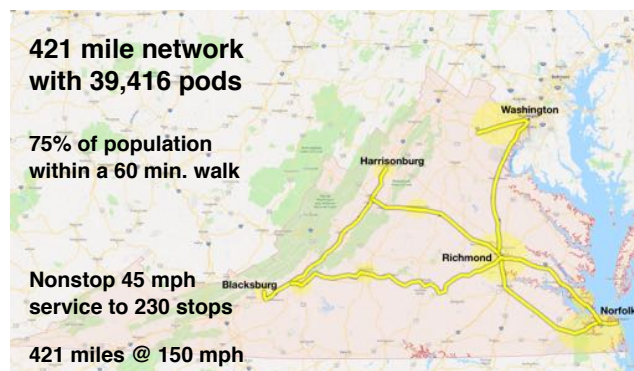 421 mile network
with 39,416 pods
Washington
75% of population
within a 60 min. walk
Harrisonburg
Richmond
Nonstop 45 mph
Blacksburg
service to 230 stops
Norfolk
421 miles @ 150 mph